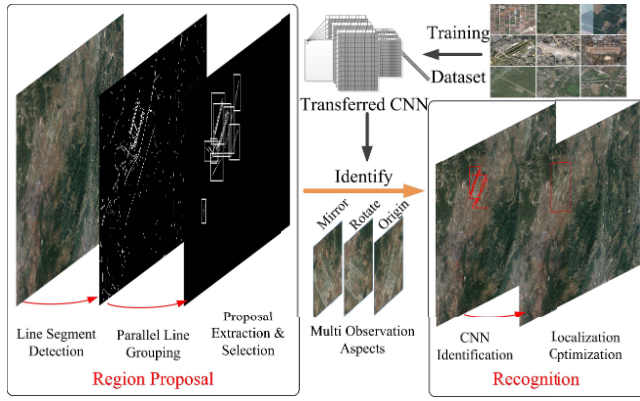 Training
Dataset
Transferred CNN
Identify
Mirror
Rotate
Origin
Line Segment
Detection
Parallel Line
Grouping
Proposal
Extraction &
Selection
Multi Observation
Aspects
CNN
Identification
Localization
Cptimization
Region Proposal
Recognition